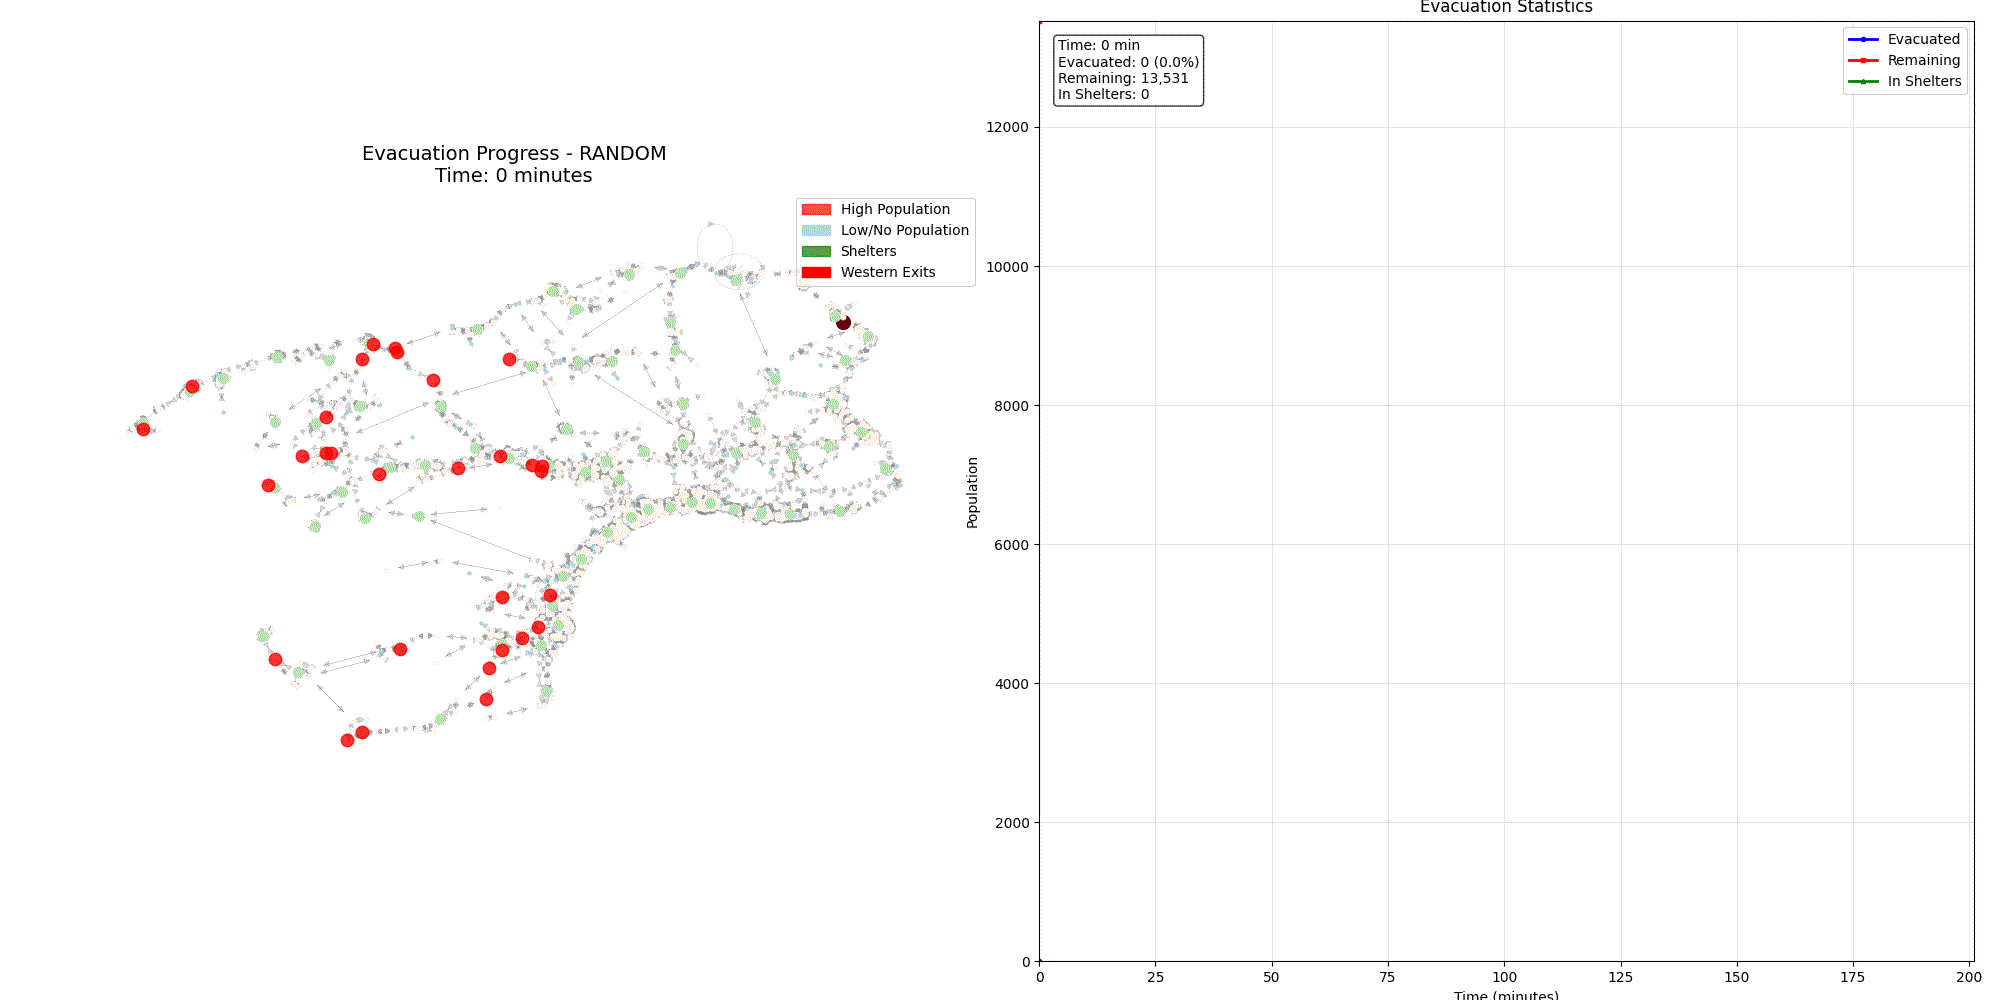 Evacuation Progress - RANDOM
Time: 0 minutes
High Population
Low/No Population
Shelters
Western Exits
Evacuation Statistics
Time: 0 min
Evacuated: 0 (0.0%)
Remaining: 13,531
In Shelters: 0
Evacuated
Remaining
In Shelters
Population
12000
10000
8000
6000
4000
2000
0
0 25 50 75 100 125 150 175 200
Time (minutes)